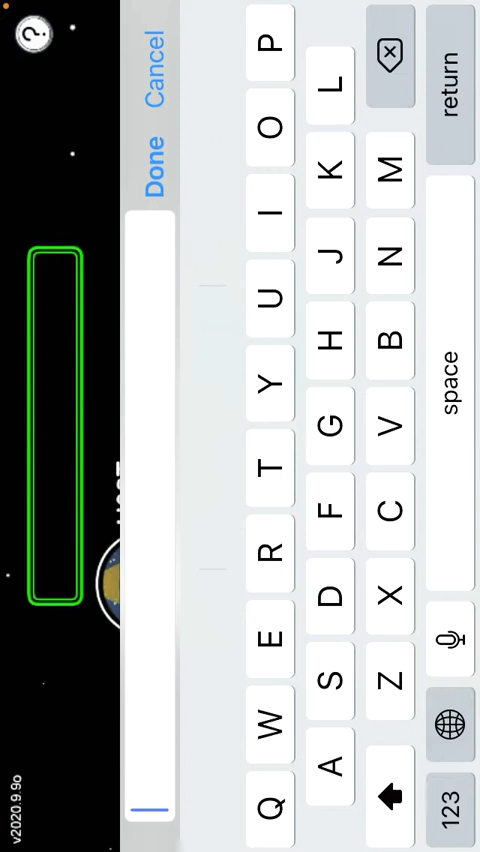 ?
v2020.9.9o
Cancel
Done
Q W E R T Y U I O P
A S D F G H J K L
Z X C V B N M
123 space return